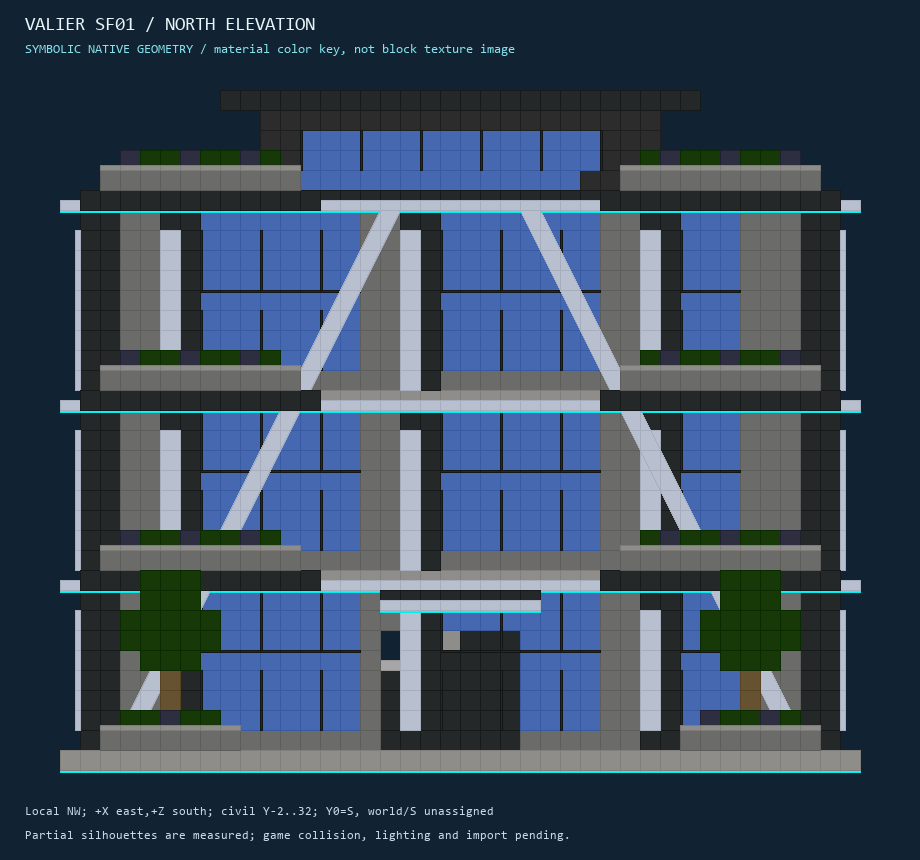 VALIER SF01 / NORTH ELEVATION
SYMBOLIC NATIVE GEOMETRY / material color key, not block texture image
Local NW; +X east,+Z south; civil Y-2..32; Y0=S, world/S unassigned
Partial silhouettes are measured; game collision, lighting and import pending.